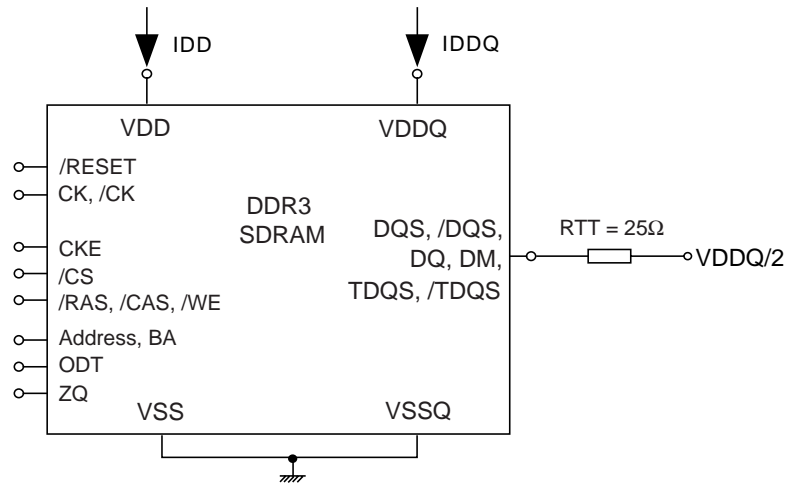 IDD
IDDQ
VDD
VDDQ
/RESET
CK, /CK
CKE
/CS
/RAS, /CAS, /WE
Address, BA
ODT
ZQ
DDR3
SDRAM
DQS, /DQS,
DQ, DM,
TDQS, /TDQS
RTT = 25Ω
VDDQ/2
VSS
VSSQ